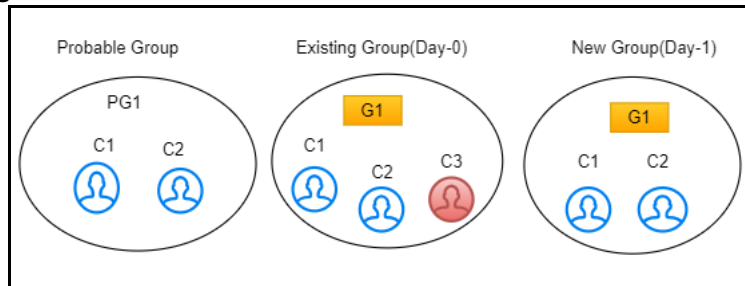 Probable Group
Existing Group(Day-0)
New Group(Day-1)
PG1
C1
C2
G1
C1
C2
C3
G1
C1
C2